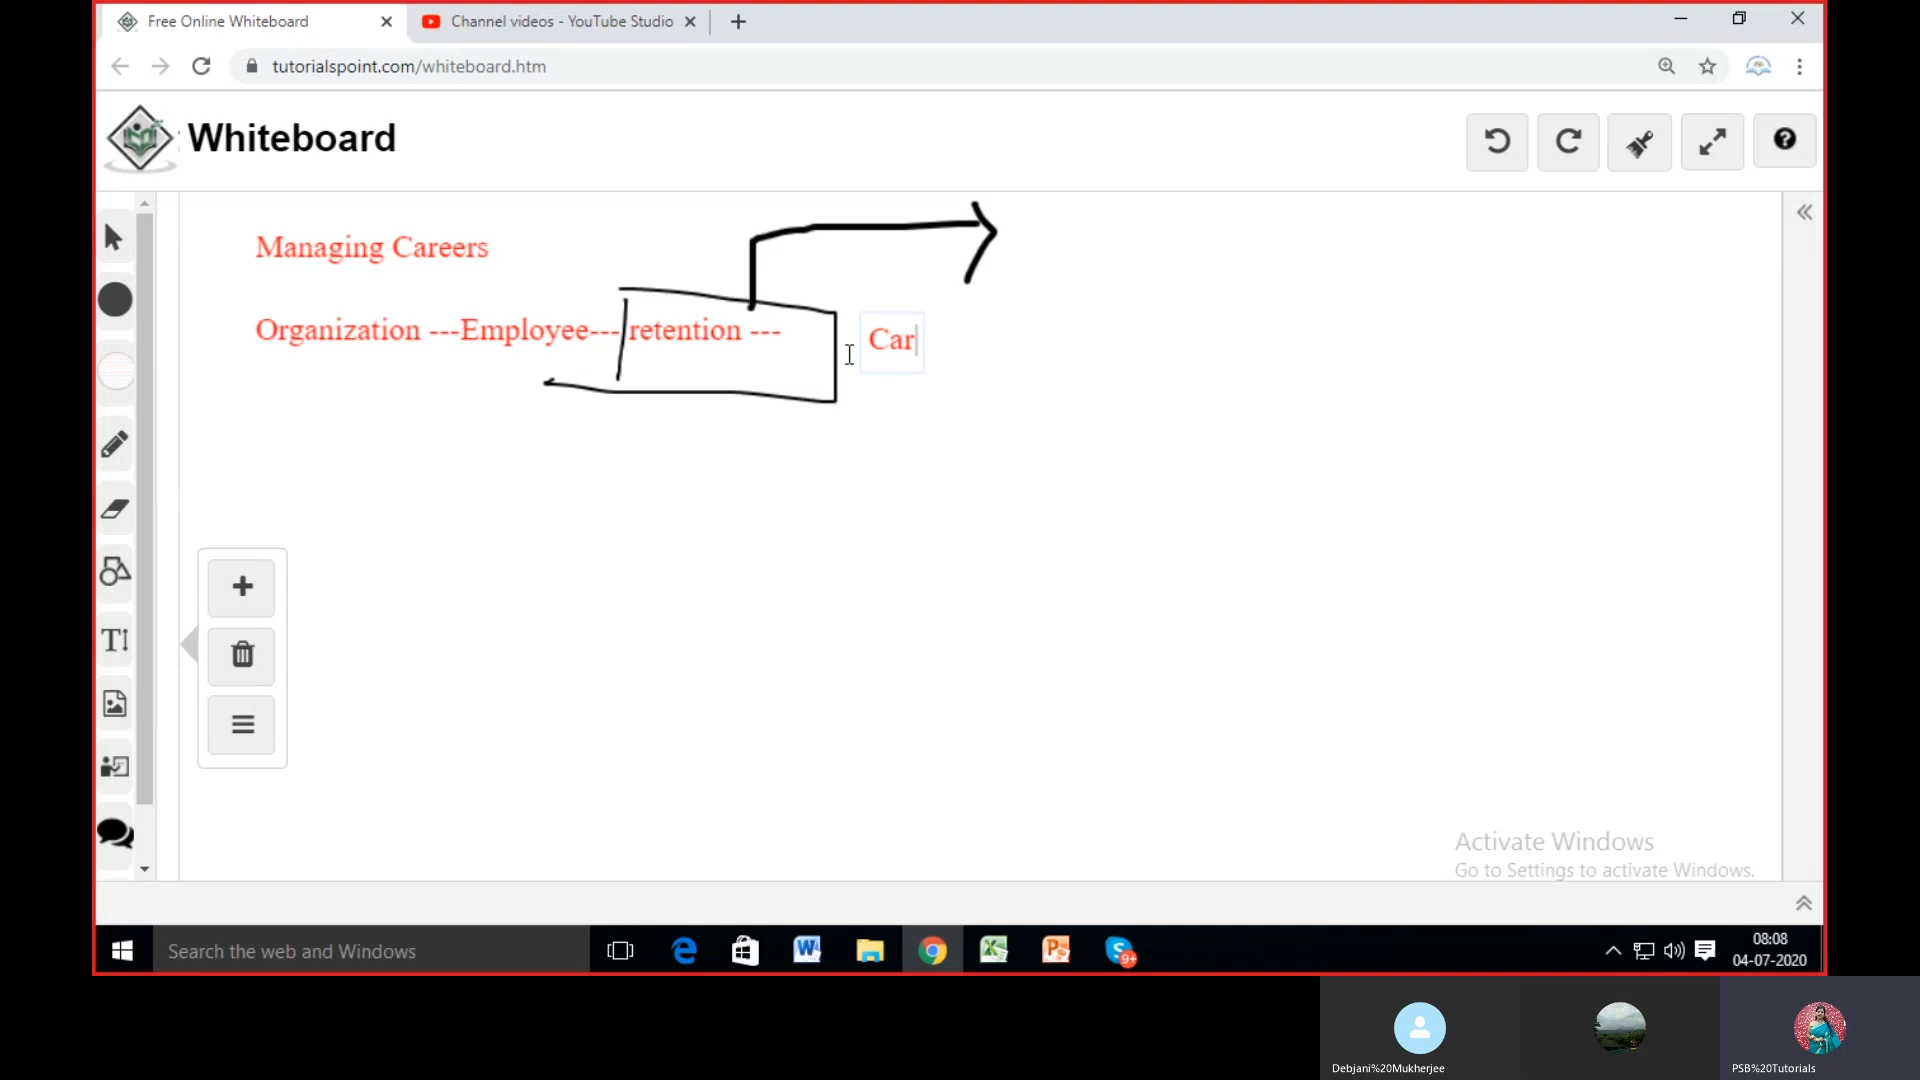 Free Online Whiteboard
Channel videos - YouTube Studio
tutorialspoint.com/whiteboard.htm
Whiteboard
Managing Careers
Organization ---Employee--- retention ---
Car
Activate Windows
Go to Settings to activate Windows.
Search the web and Windows
9+
08:08
04-07-2020
Debjani%20Mukherjee
PSB%20Tutorials